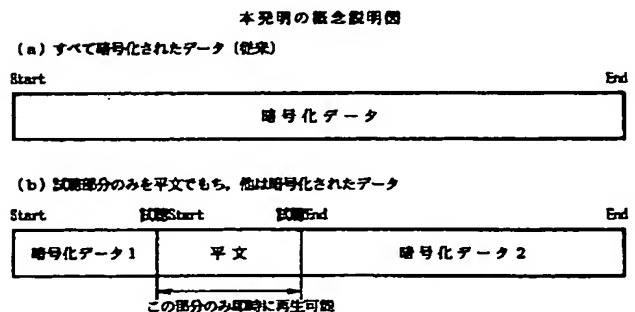 本発明の概念説明図
(a) すべて暗号化されたデータ (従来)
Start End
暗号化データ
(b) 試聴部分のみを平文でもち，他は暗号化されたデータ
Start 試聴Start 試聴End End
暗号化データ1 平文 暗号化データ2
この部分のみ即時に再生可能